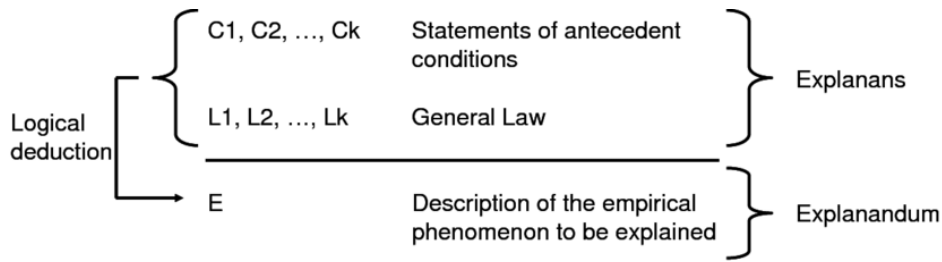 C1, C2, …, Ck
Statements of antecedent
conditions
Explanans
L1, L2, …, Lk
General Law
Logical
deduction
E
Description of the empirical
phenomenon to be explained
Explanandum